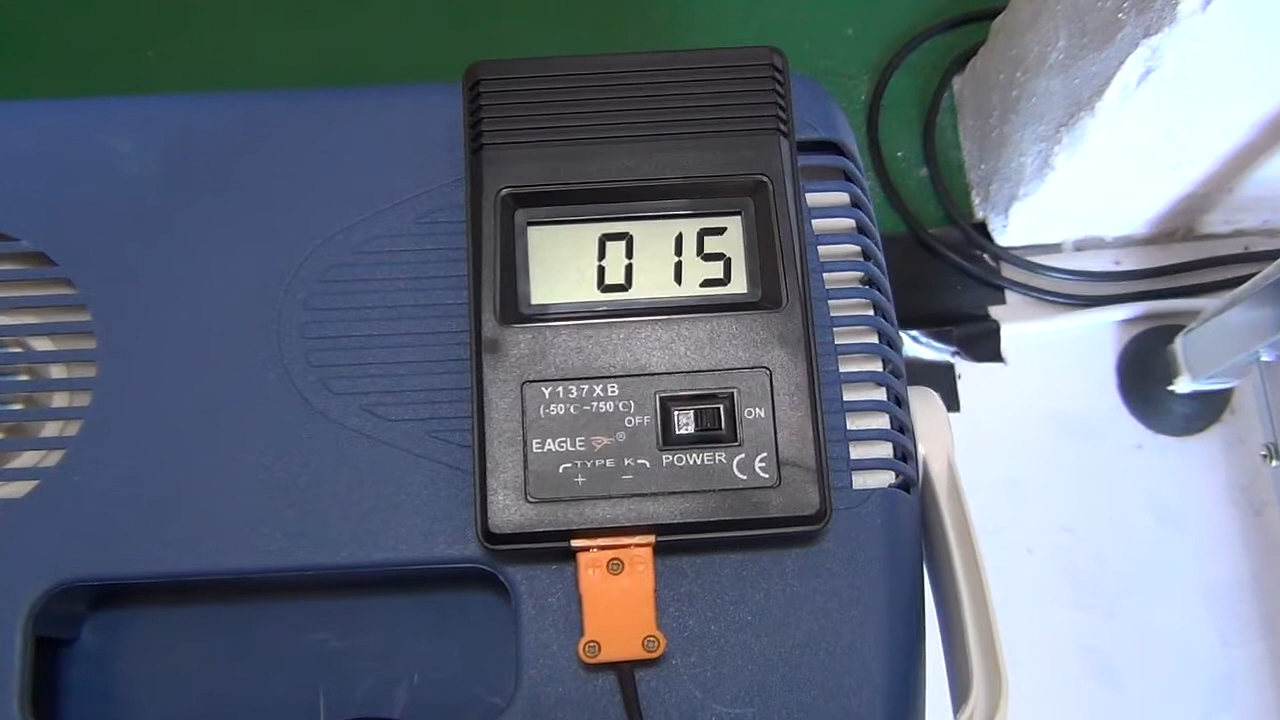 015
Y137XB
(-50℃~750℃)
OFF
ON
EAGLE ®
TYPE K
POWER
CE
+ −